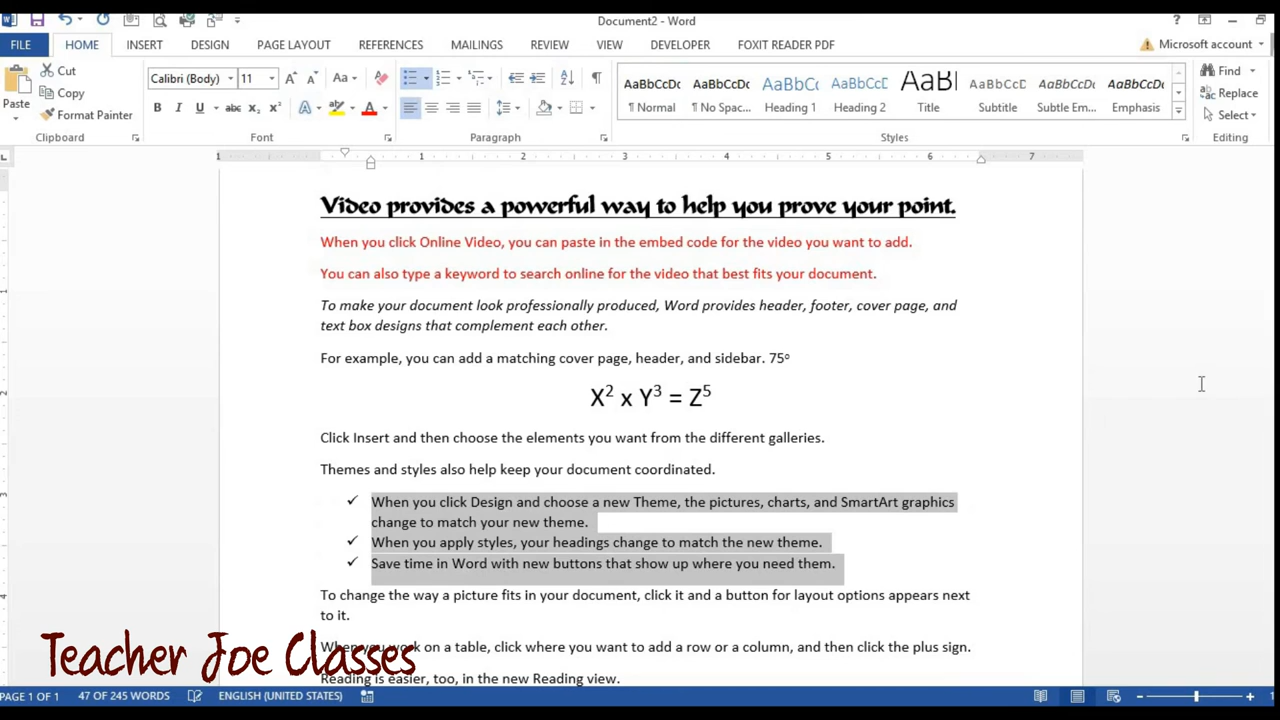 Document2 - Word
FILE HOME INSERT DESIGN PAGE LAYOUT REFERENCES MAILINGS REVIEW VIEW DEVELOPER FOXIT READER PDF Microsoft account
Paste
Cut
Copy
Format Painter
Calibri (Body) 11
AaBbCcDc AaBbCcDc AaBbC AaBbCcD AaBl AaBbCcD AaBbCcDc AaBbCcDc
¶ Normal ¶ No Spac... Heading 1 Heading 2 Title Subtitle Subtle Em... Emphasis
Find
Replace
Select
Clipboard Font Paragraph Styles Editing
1 1 2 3 4 5 6 7
Video provides a powerful way to help you prove your point.
When you click Online Video, you can paste in the embed code for the video you want to add.
You can also type a keyword to search online for the video that best fits your document.
To make your document look professionally produced, Word provides header, footer, cover page, and
text box designs that complement each other.
For example, you can add a matching cover page, header, and sidebar. 75º
X² x Y³ = Z⁵
Click Insert and then choose the elements you want from the different galleries.
Themes and styles also help keep your document coordinated.
✓ When you click Design and choose a new Theme, the pictures, charts, and SmartArt graphics
change to match your new theme.
✓ When you apply styles, your headings change to match the new theme.
✓ Save time in Word with new buttons that show up where you need them.
To change the way a picture fits in your document, click it and a button for layout options appears next
to it.
When you work on a table, click where you want to add a row or a column, and then click the plus sign.
Reading is easier, too, in the new Reading view.
Teacher Joe Classes
PAGE 1 OF 1 47 OF 245 WORDS ENGLISH (UNITED STATES)